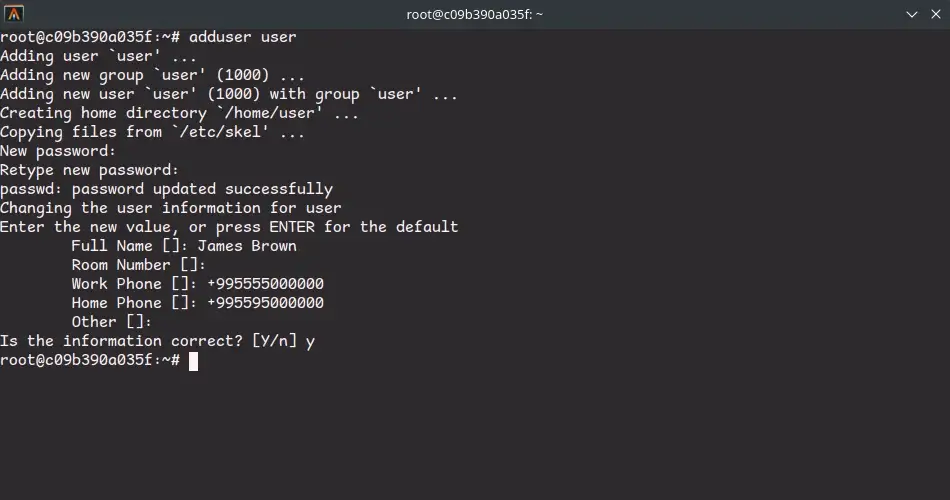 root@c09b390a035f: ~
root@c09b390a035f:~# adduser user
Adding user `user' ...
Adding new group `user' (1000) ...
Adding new user `user' (1000) with group `user' ...
Creating home directory `/home/user' ...
Copying files from `/etc/skel' ...
New password:
Retype new password:
passwd: password updated successfully
Changing the user information for user
Enter the new value, or press ENTER for the default
        Full Name []: James Brown
        Room Number []:
        Work Phone []: +995555000000
        Home Phone []: +995595000000
        Other []:
Is the information correct? [Y/n] y
root@c09b390a035f:~#